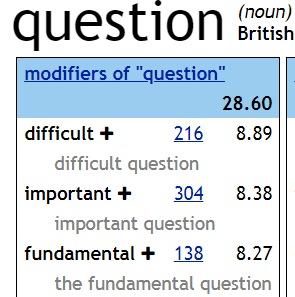 question (noun)
British
modifiers of "question"
28.60
difficult + 216 8.89
difficult question
important + 304 8.38
important question
fundamental + 138 8.27
the fundamental question